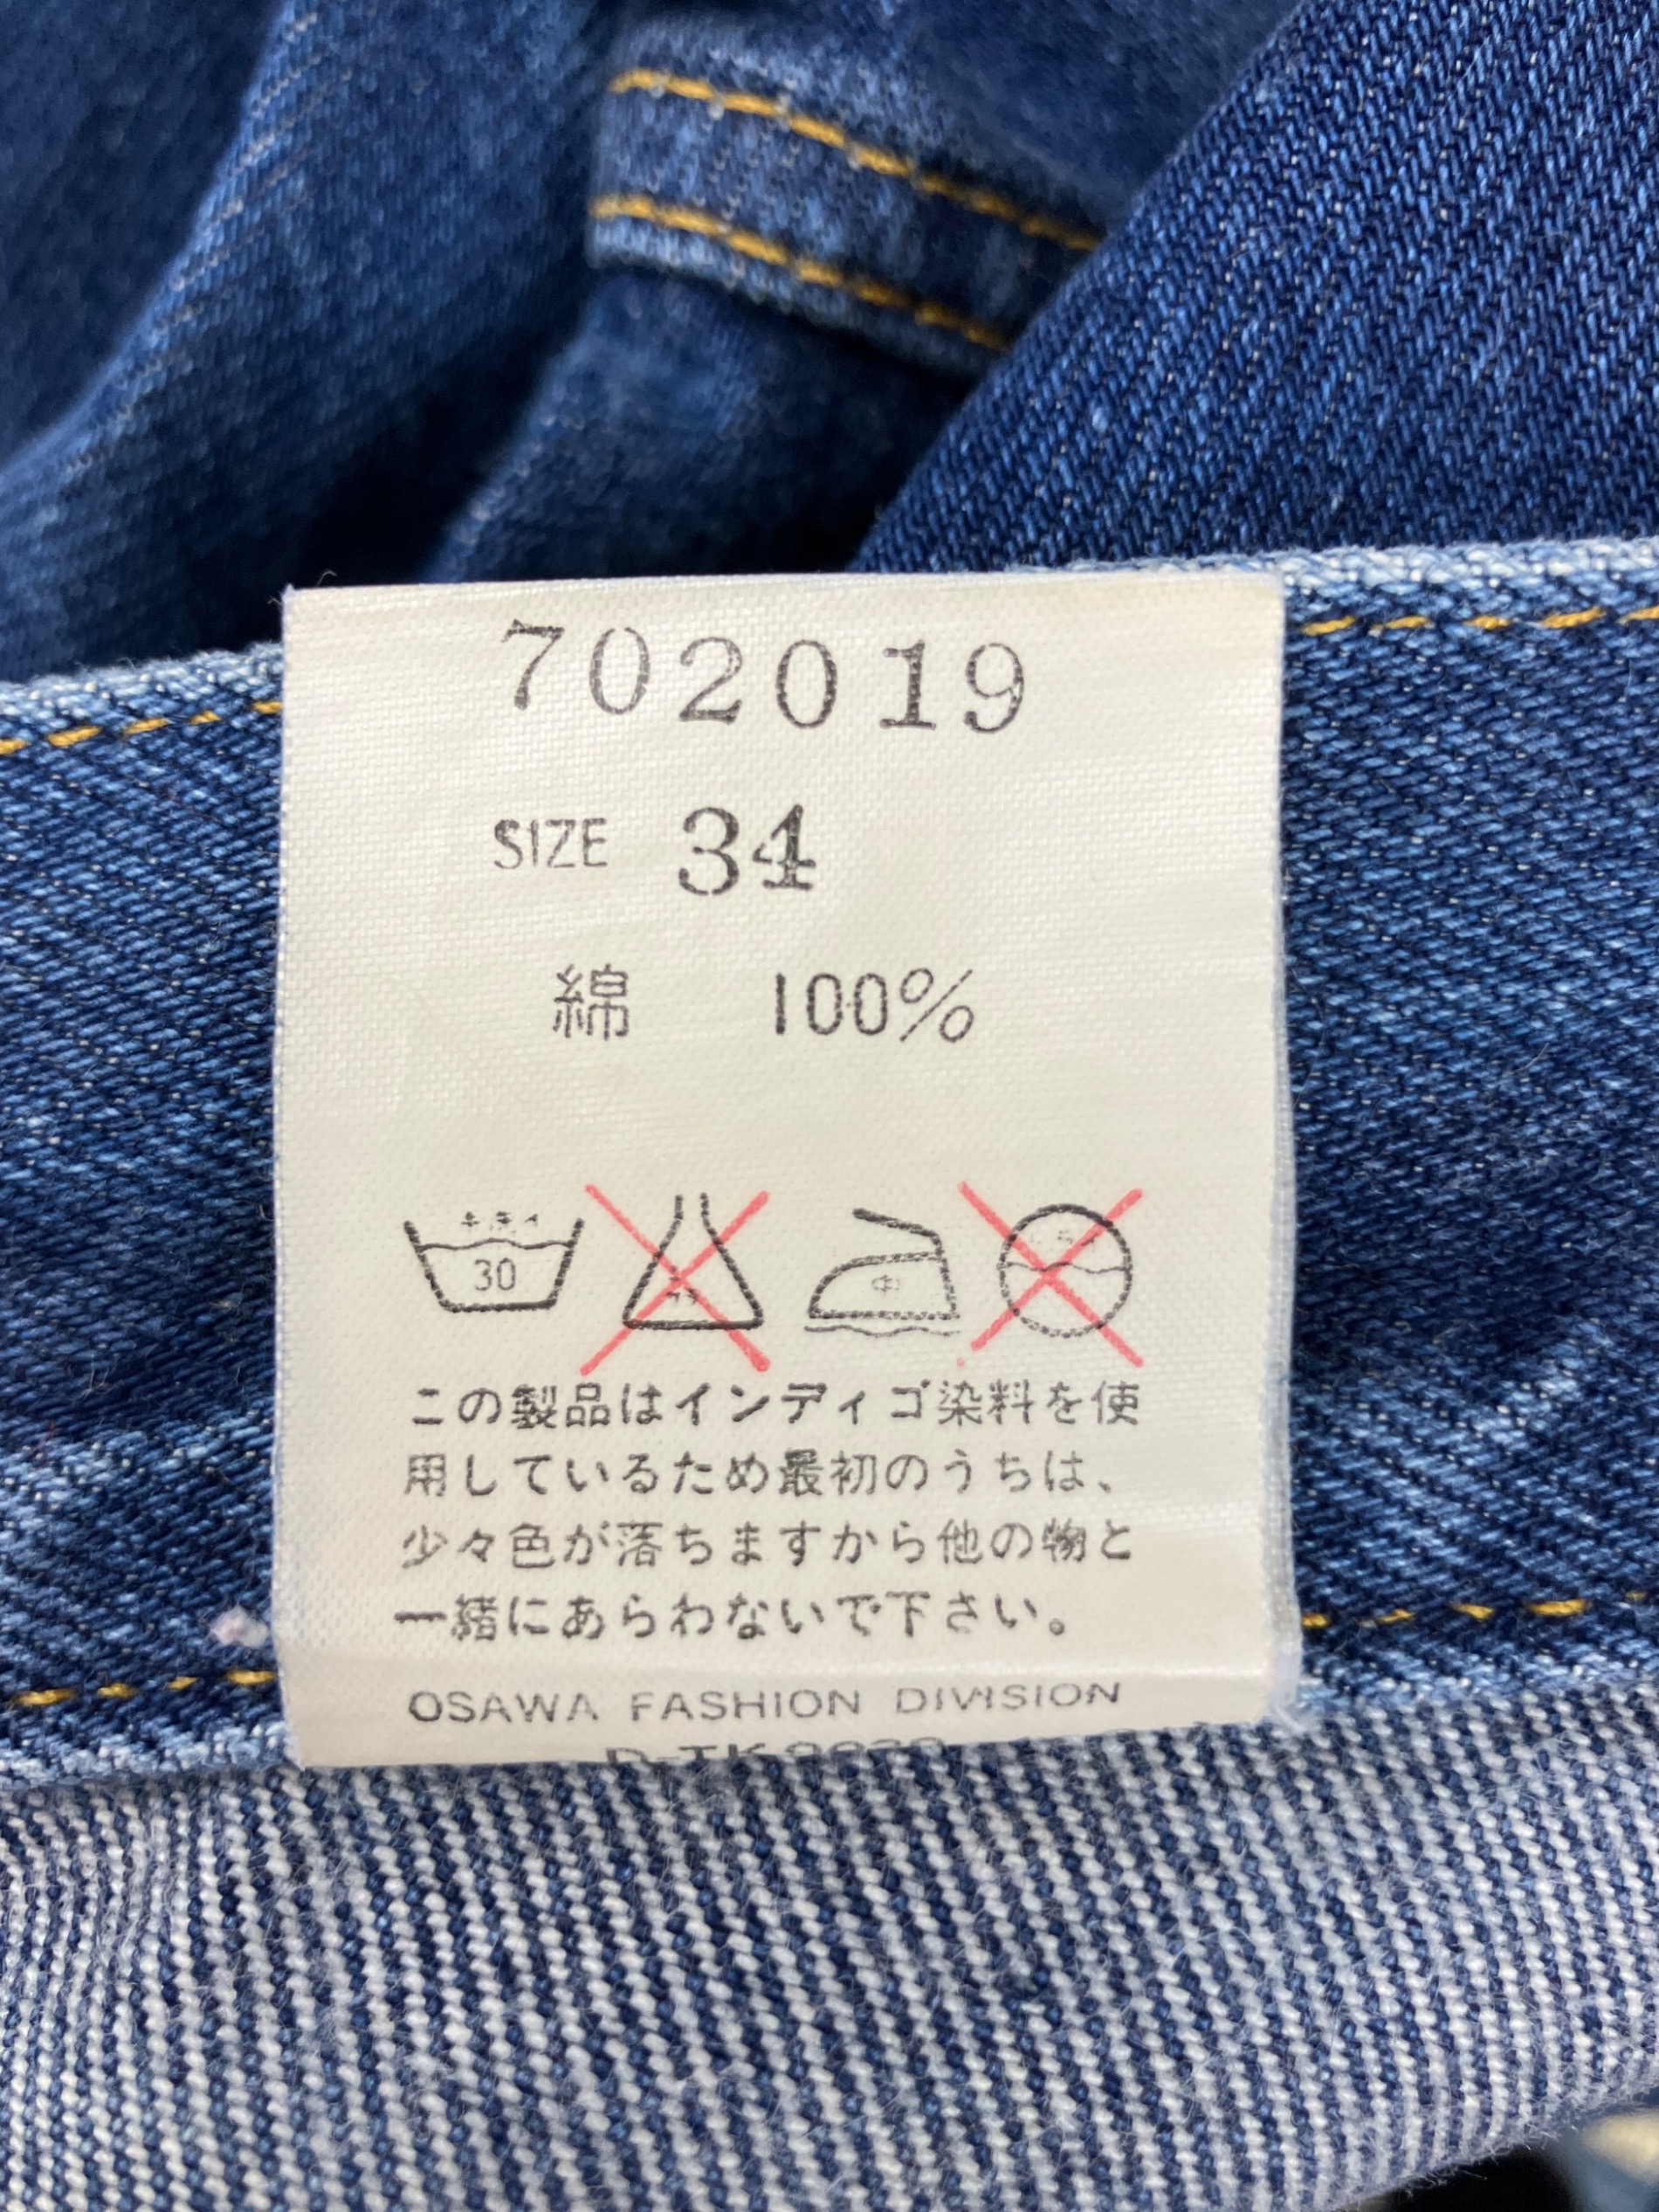 702019
SIZE 34
綿 100%
30
中
この製品はインディゴ染料を使
用しているため最初のうちは、
少々色が落ちますから他の物と
一緒にあらわないで下さい。
OSAWA FASHION DIVISION